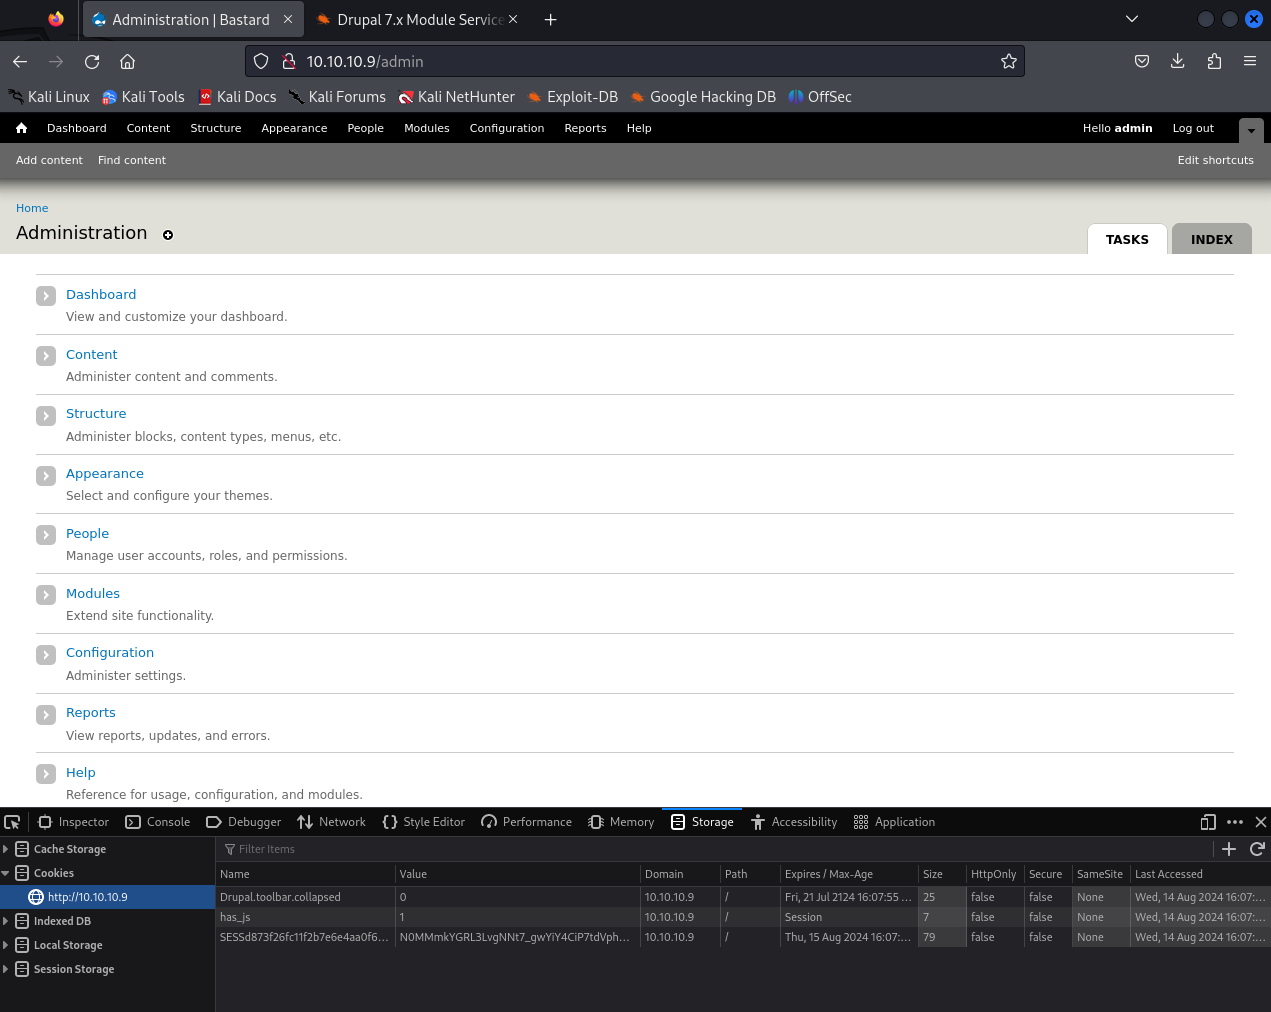 Administration | Bastard
Drupal 7.x Module Service
10.10.10.9/admin
Kali Linux Kali Tools Kali Docs Kali Forums Kali NetHunter Exploit-DB Google Hacking DB OffSec
Dashboard Content Structure Appearance People Modules Configuration Reports Help Hello admin Log out
Add content Find content Edit shortcuts
Home
Administration
TASKS INDEX
Dashboard
View and customize your dashboard.
Content
Administer content and comments.
Structure
Administer blocks, content types, menus, etc.
Appearance
Select and configure your themes.
People
Manage user accounts, roles, and permissions.
Modules
Extend site functionality.
Configuration
Administer settings.
Reports
View reports, updates, and errors.
Help
Reference for usage, configuration, and modules.
Inspector Console Debugger Network Style Editor Performance Memory Storage Accessibility Application
Cache Storage
Cookies
http://10.10.10.9
Indexed DB
Local Storage
Session Storage
Filter Items
Name Value Domain Path Expires / Max-Age Size HttpOnly Secure SameSite Last Accessed
Drupal.toolbar.collapsed 0 10.10.10.9 / Fri, 21 Jul 2124 16:07:55 ... 25 false false None Wed, 14 Aug 2024 16:07:...
has_js 1 10.10.10.9 / Session 7 false false None Wed, 14 Aug 2024 16:07:...
SESSd873f26fc11f2b7e6e4aa0f6... N0MMmkYGRL3LvgNNt7_gwYiY4CiP7tdVph... 10.10.10.9 / Thu, 15 Aug 2024 16:07:... 79 false false None Wed, 14 Aug 2024 16:07:...